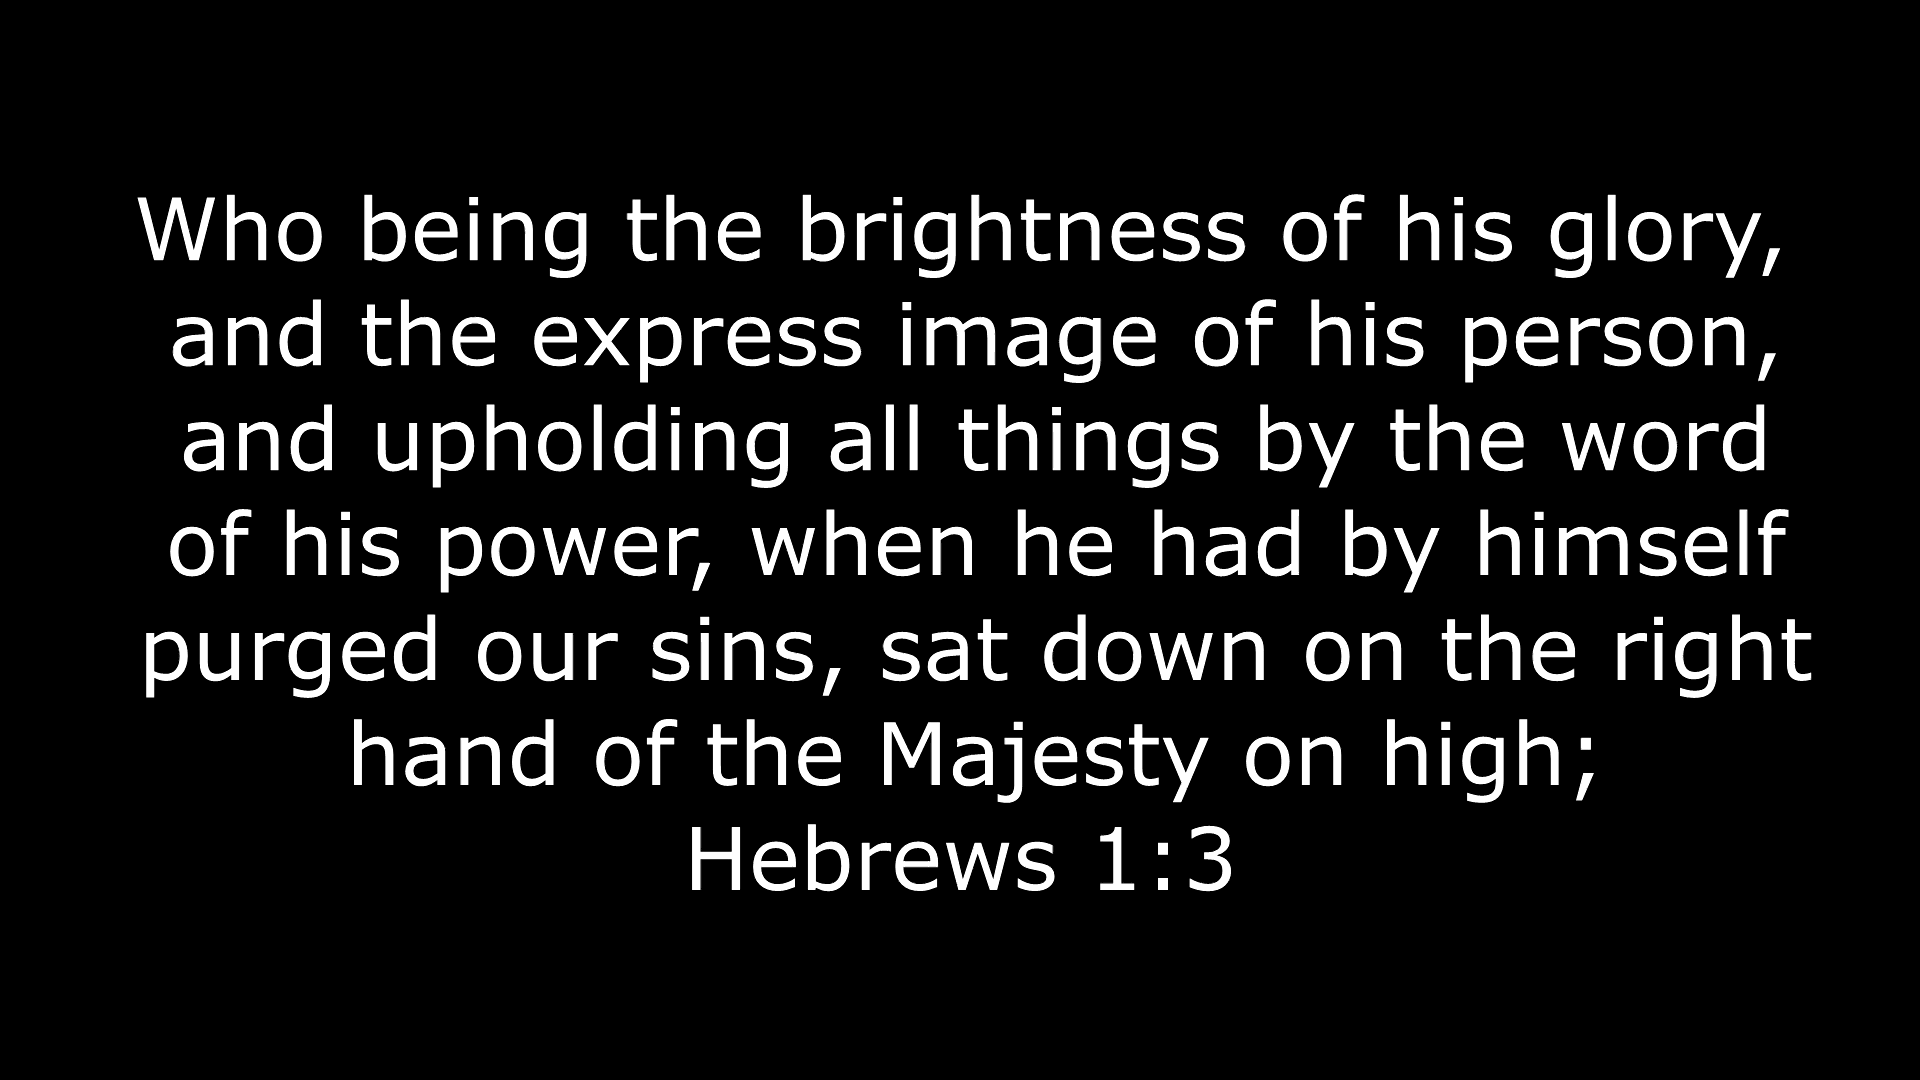 Who being the brightness of his glory,
and the express image of his person,
and upholding all things by the word
of his power, when he had by himself
purged our sins, sat down on the right
hand of the Majesty on high;
Hebrews 1:3